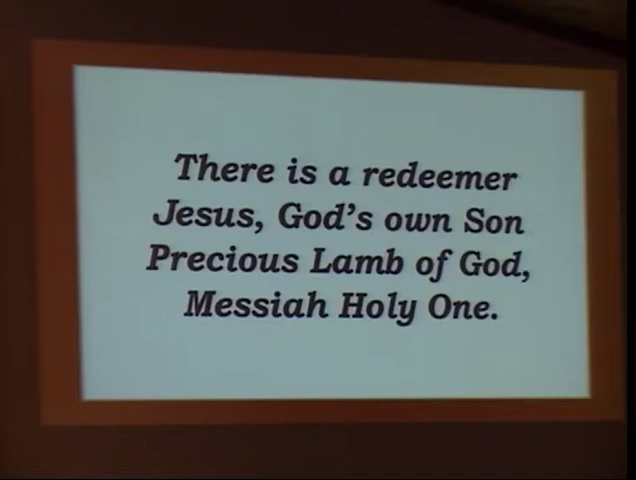 There is a redeemer
Jesus, God's own Son
Precious Lamb of God,
Messiah Holy One.